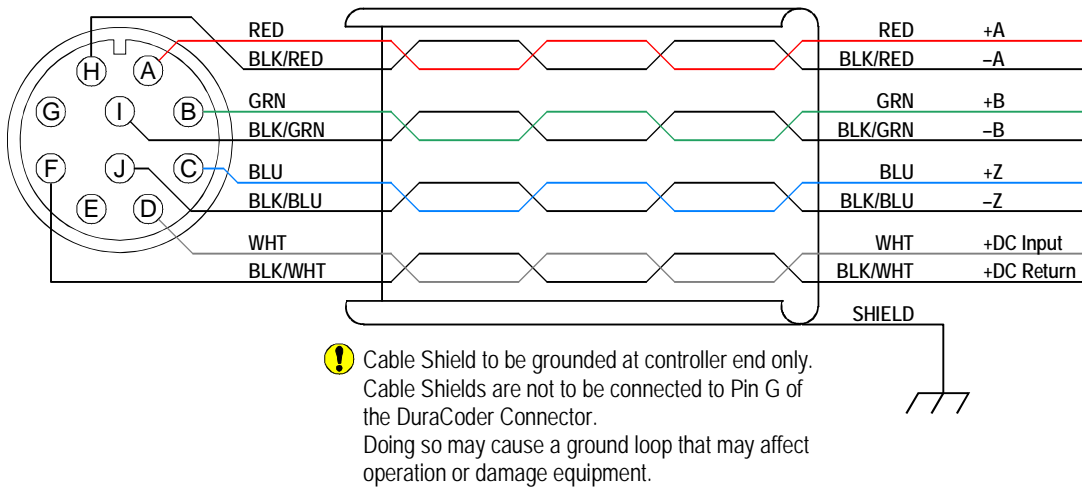 RED RED +A
H A BLK/RED BLK/RED –A
G I B GRN GRN +B
BLK/GRN BLK/GRN –B
F J C BLU BLU +Z
E D BLK/BLU BLK/BLU –Z
WHT WHT +DC Input
BLK/WHT BLK/WHT +DC Return
SHIELD
! Cable Shield to be grounded at controller end only.
Cable Shields are not to be connected to Pin G of
the DuraCoder Connector.
Doing so may cause a ground loop that may affect
operation or damage equipment.